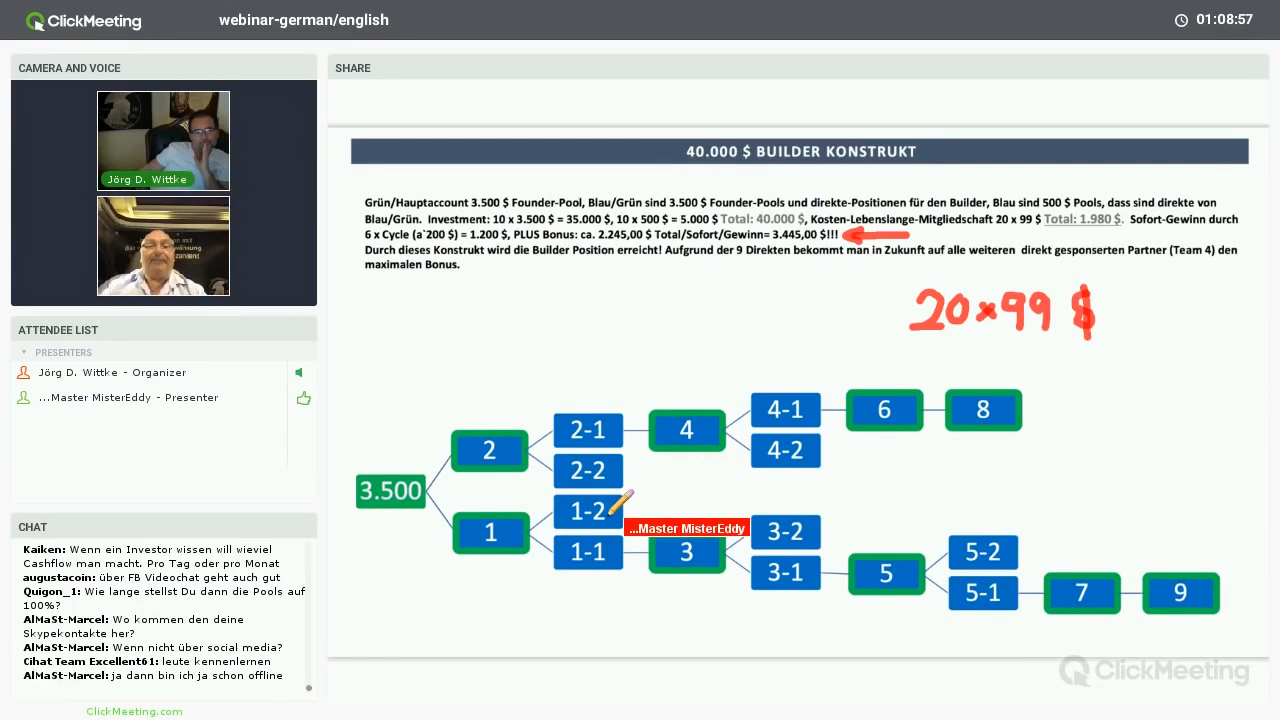 ClickMeeting
webinar-german/english
01:08:57
CAMERA AND VOICE
Jörg D. Wittke
ATTENDEE LIST
PRESENTERS
Jörg D. Wittke - Organizer
...Master MisterEddy - Presenter
CHAT
Kaiken: Wenn ein Investor wissen will wieviel
Cashflow man macht. Pro Tag oder pro Monat
augustacoin: über FB Videochat geht auch gut
Quigon_1: Wie lange stellst Du dann die Pools auf
100%?
AlMaSt-Marcel: Wo kommen den deine
Skypekontakte her?
AlMaSt-Marcel: Wenn nicht über social media?
Cihat Team Excellent61: leute kennenlernen
AlMaSt-Marcel: ja dann bin ich ja schon offline
ClickMeeting.com
SHARE
40.000 $ BUILDER KONSTRUKT
Grün/Hauptaccount 3.500 $ Founder-Pool, Blau/Grün sind 3.500 $ Founder-Pools und direkte-Positionen für den Builder, Blau sind 500 $ Pools, dass sind direkte von
Blau/Grün. Investment: 10 x 3.500 $ = 35.000 $, 10 x 500 $ = 5.000 $ Total: 40.000 $, Kosten-Lebenslange-Mitgliedschaft 20 x 99 $ Total: 1.980 $. Sofort-Gewinn durch
6 x Cycle (a`200 $) = 1.200 $, PLUS Bonus: ca. 2.245,00 $ Total/Sofort/Gewinn= 3.445,00 $!!!
Durch dieses Konstrukt wird die Builder Position erreicht! Aufgrund der 9 Direkten bekommt man in Zukunft auf alle weiteren direkt gesponserten Partner (Team 4) den
maximalen Bonus.
20x99 $
4-1 6 8
2-1 4
2 4-2
2-2
3.500
1-2
...Master MisterEddy
1 3-2
1-1 3 5-2
3-1 5
5-1 7 9
ClickMeeting